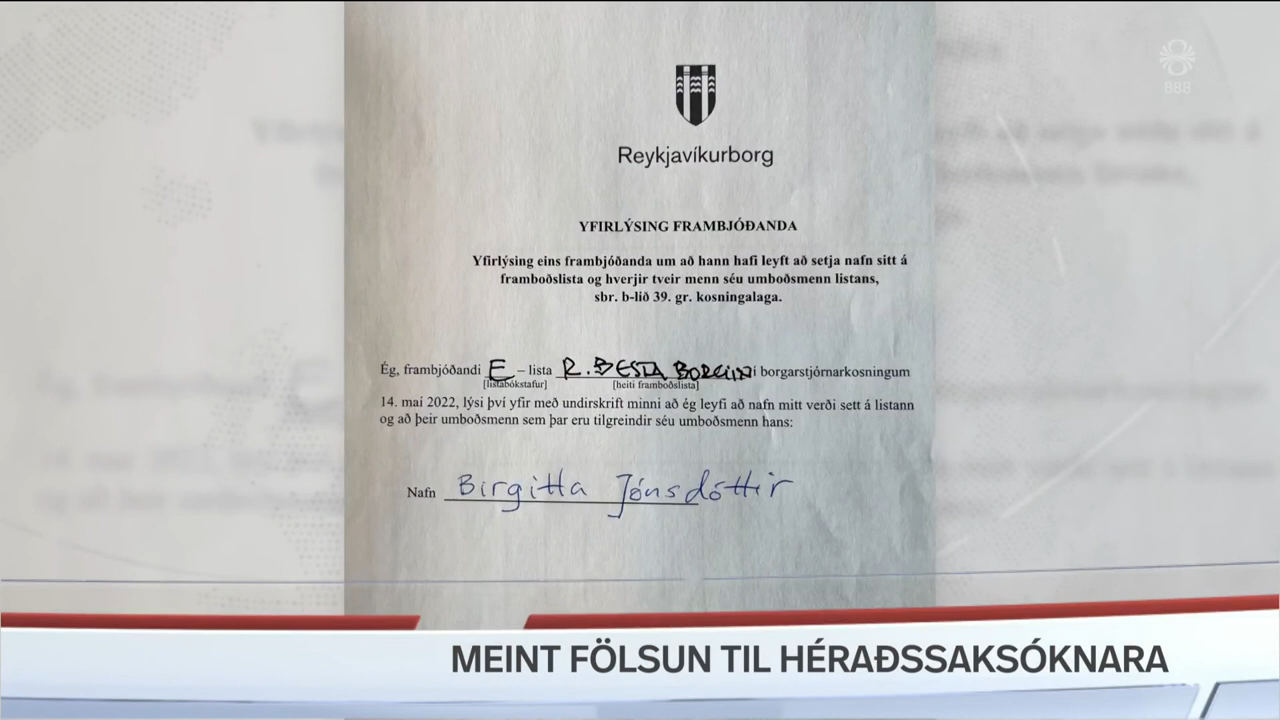 888
Reykjavíkurborg
YFIRLÝSING FRAMBJÓÐANDA
Yfirlýsing eins frambjóðanda um að hann hafi leyft að setja nafn sitt á
framboðslista og hverjir tveir menn séu umboðsmenn listans,
sbr. b-lið 39. gr. kosningalaga.
Ég, frambjóðandi E – lista R. BESTA BORGIN í borgarstjórnarkosningum
[listabókstafur] [heiti framboðslista]
14. maí 2022, lýsi því yfir með undirskrift minni að ég leyfi að nafn mitt verði sett á listann
og að þeir umboðsmenn sem þar eru tilgreindir séu umboðsmenn hans:
Nafn Birgitta Jónsdóttir
MEINT FÖLSUN TIL HÉRAÐSSAKSÓKNARA